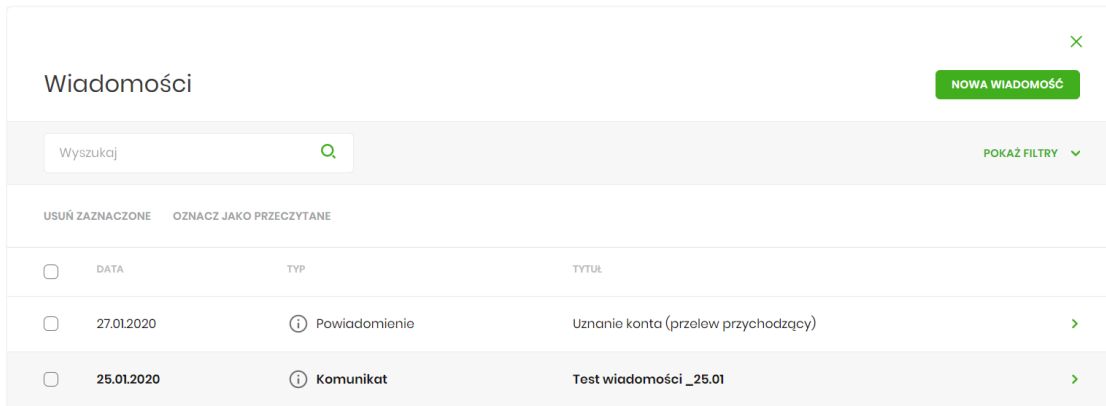 Wiadomości
NOWA WIADOMOŚĆ
Wyszukaj
POKAŻ FILTRY
USUŃ ZAZNACZONE OZNACZ JAKO PRZECZYTANE
DATA TYP TYTUŁ
27.01.2020 Powiadomienie Uznanie konta (przelew przychodzący)
25.01.2020 Komunikat Test wiadomości _25.01